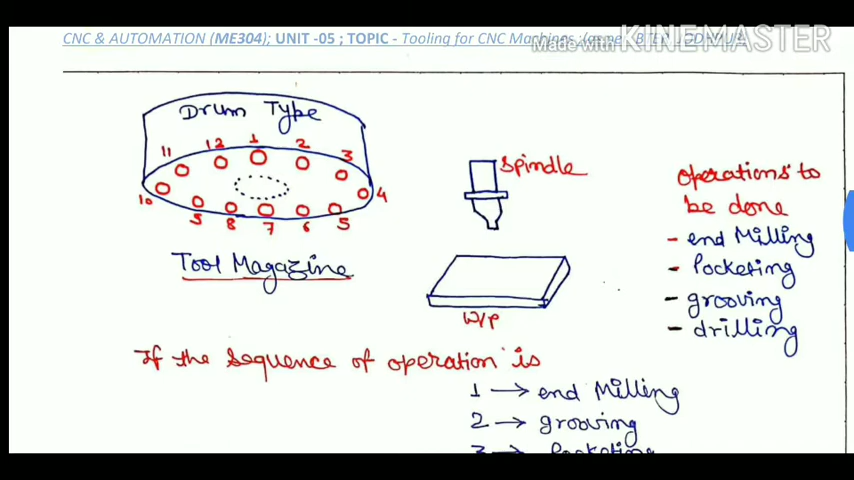 CNC & AUTOMATION (ME304); UNIT -05 ; TOPIC - Tooling for CNC Machines
Made with KINEMASTER
Drum Type
11 12 1 2 3 4
10 9 8 7 6 5
Tool Magazine
Spindle
W/P
operations to
be done
- end Milling
- Pocketing
- grooving
- drilling
If the sequence of operation is
1 → end Milling
2 → grooving
3 → Pocketing